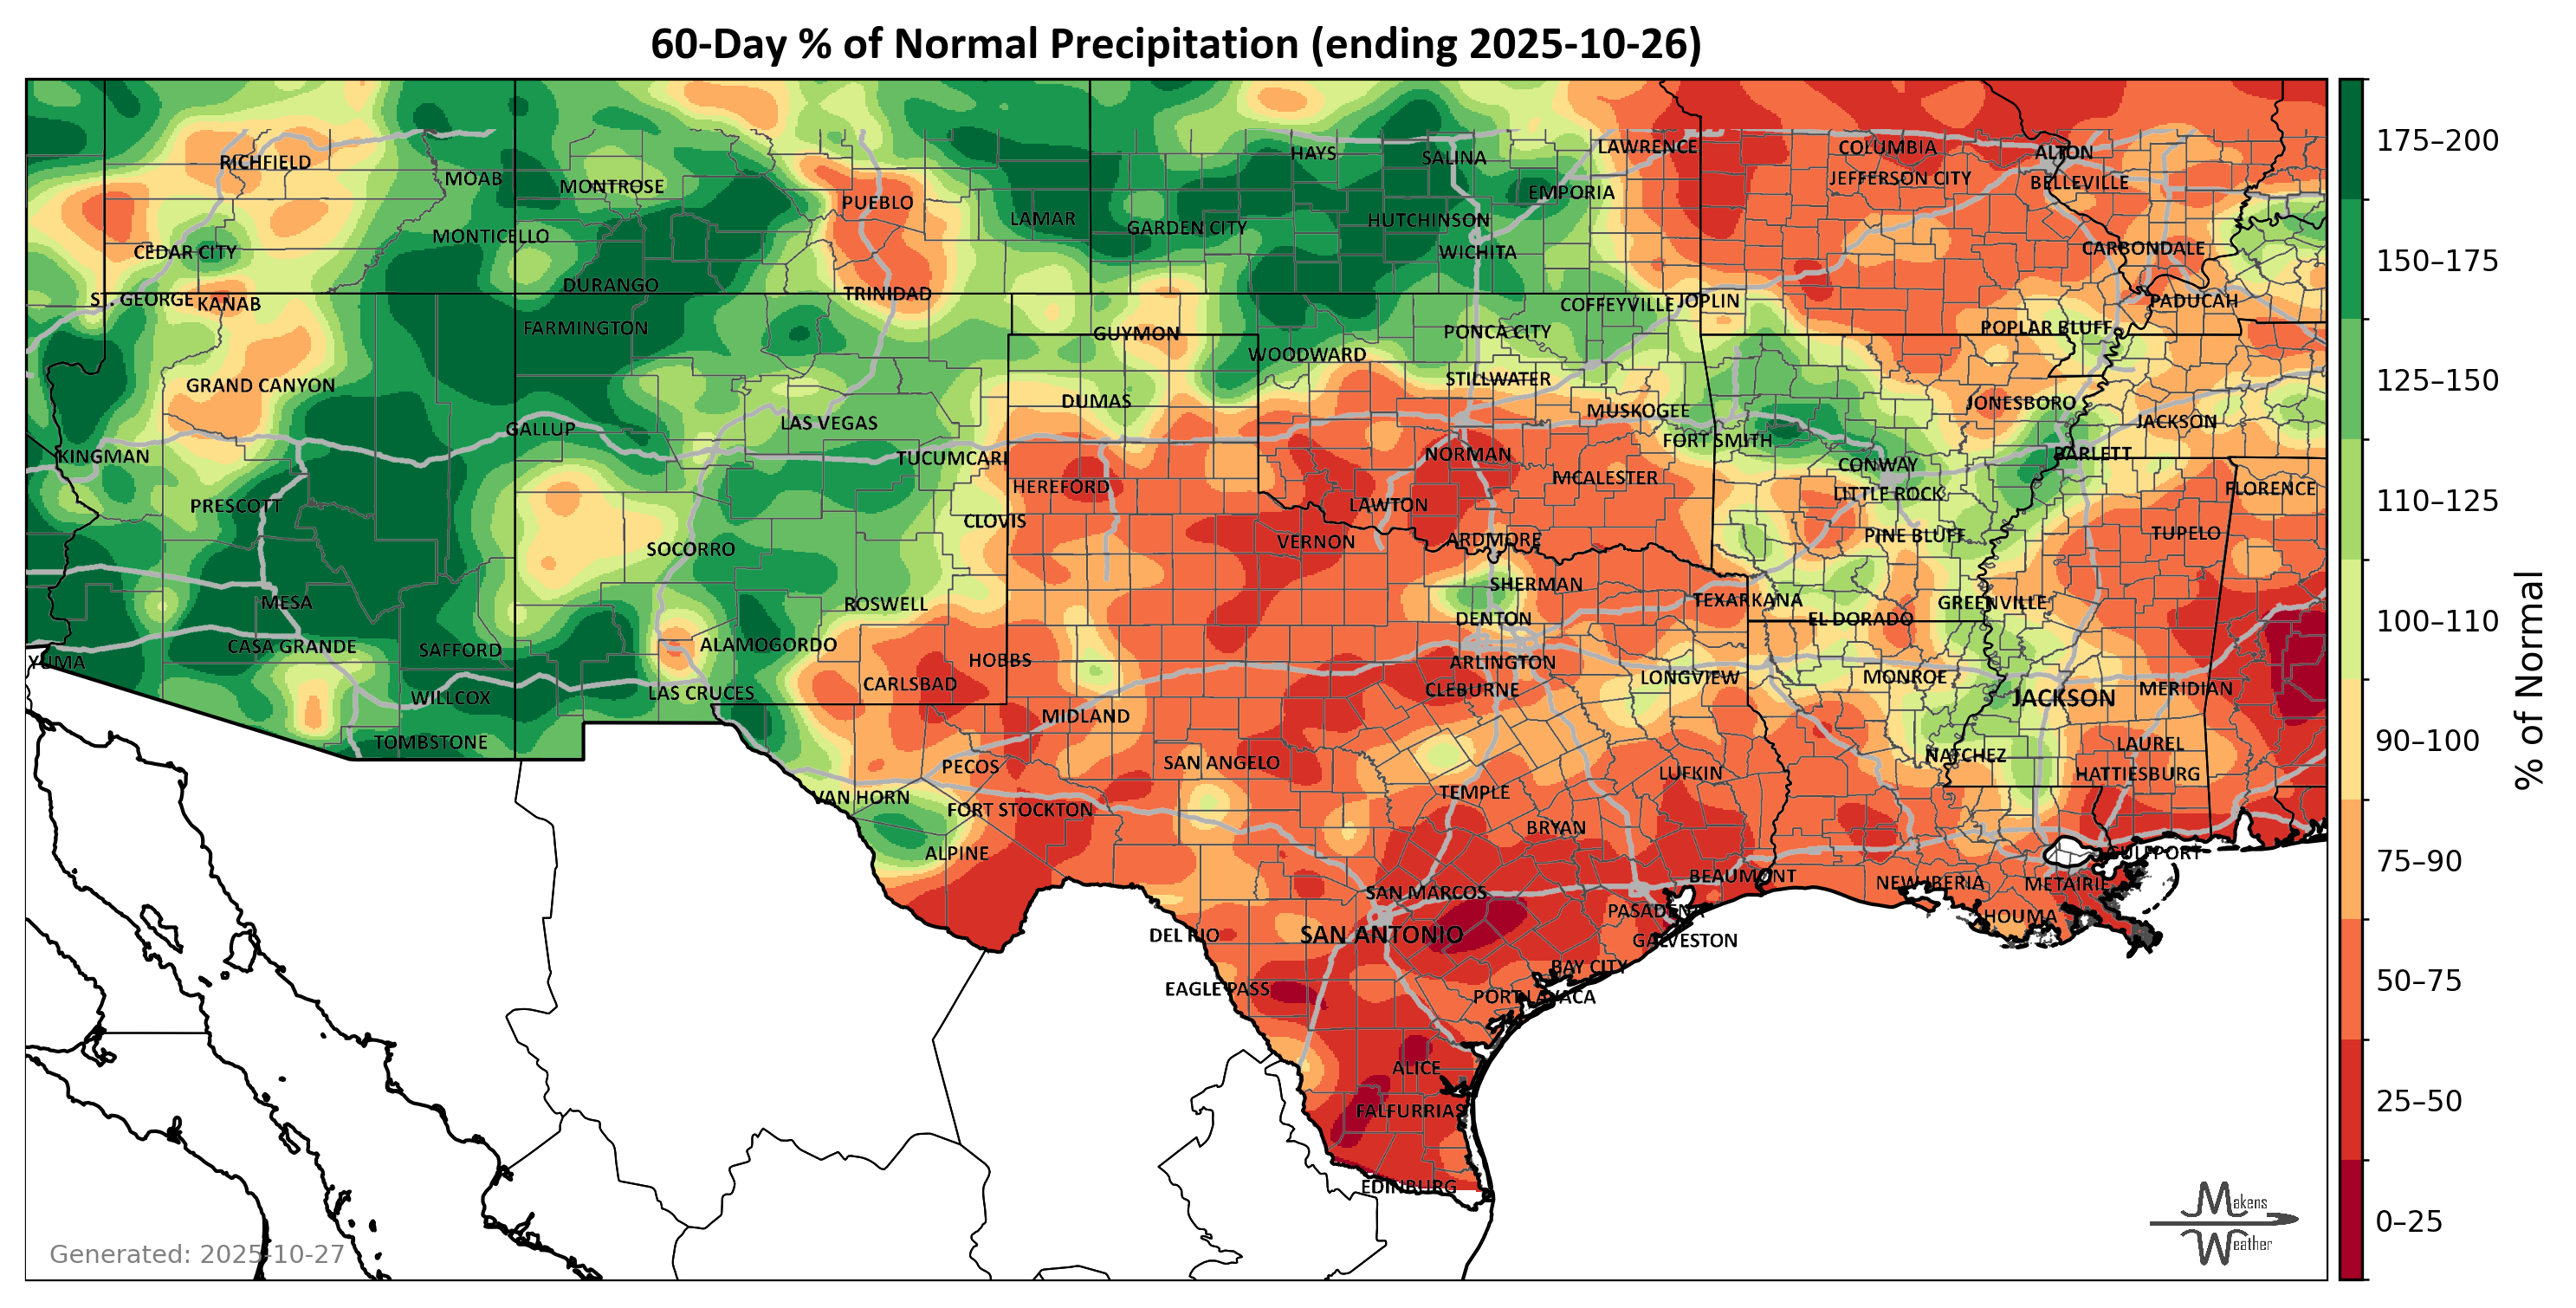 60-Day % of Normal Precipitation (ending 2025-10-26)
RICHFIELD
MOAB
MONTROSE
PUEBLO
LAMAR
HAYS
SALINA
LAWRENCE
COLUMBIA
ALTON
JEFFERSON CITY
BELLEVILLE
EMPORIA
GARDEN CITY
HUTCHINSON
WICHITA
CEDAR CITY
MONTICELLO
CARBONDALE
DURANGO
TRINIDAD
ST. GEORGE
KANAB
COFFEYVILLE
JOPLIN
PADUCAH
FARMINGTON
GUYMON
PONCA CITY
POPLAR BLUFF
WOODWARD
GRAND CANYON
STILLWATER
DUMAS
MUSKOGEE
JONESBORO
LAS VEGAS
JACKSON
GALLUP
FORT SMITH
KINGMAN
TUCUMCARI
NORMAN
BARLETT
CONWAY
HEREFORD
MCALESTER
LITTLE ROCK
FLORENCE
PRESCOTT
LAWTON
CLOVIS
PINE BLUFF
TUPELO
SOCORRO
VERNON
ARDMORE
SHERMAN
MESA
ROSWELL
TEXARKANA
GREENVILLE
DENTON
EL DORADO
CASA GRANDE
SAFFORD
ALAMOGORDO
HOBBS
ARLINGTON
YUMA
CARLSBAD
CLEBURNE
LONGVIEW
MONROE
MERIDIAN
WILLCOX
LAS CRUCES
JACKSON
MIDLAND
TOMBSTONE
PECOS
SAN ANGELO
LUFKIN
NATCHEZ
LAUREL
HATTIESBURG
VAN HORN
FORT STOCKTON
TEMPLE
BRYAN
ALPINE
GULFPORT
SAN MARCOS
BEAUMONT
NEW IBERIA
METAIRIE
PASADENA
HOUMA
DEL RIO
SAN ANTONIO
GALVESTON
BAY CITY
EAGLE PASS
PORT LAVACA
ALICE
FALFURRIAS
EDINBURG
175–200
150–175
125–150
110–125
100–110
90–100
75–90
50–75
25–50
0–25
% of Normal
Generated: 2025-10-27
Makens
Weather